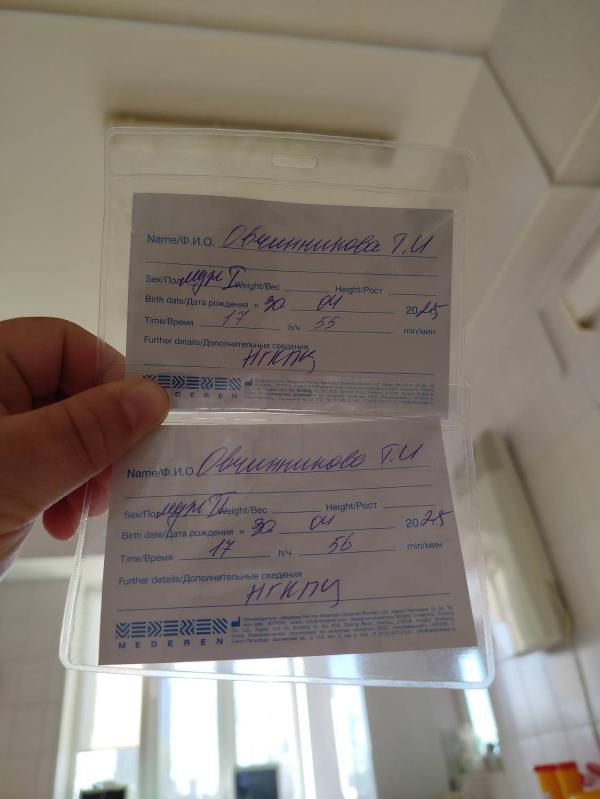 Name/Ф.И.О. Овчинникова Т.И
Sex/Пол муж I Weight/Вес Height/Рост
Birth date/Дата рождения " 30 04 2025
Time/Время 17 h/ч 55 min/мин
Further details/Дополнительные сведения
НГКПЦ
MEDEREN
Name/Ф.И.О. Овчинникова Т.И
Sex/Пол муж II Weight/Вес Height/Рост
Birth date/Дата рождения " 30 04 2025
Time/Время 17 h/ч 56 min/мин
Further details/Дополнительные сведения
НГКПЦ
MEDEREN